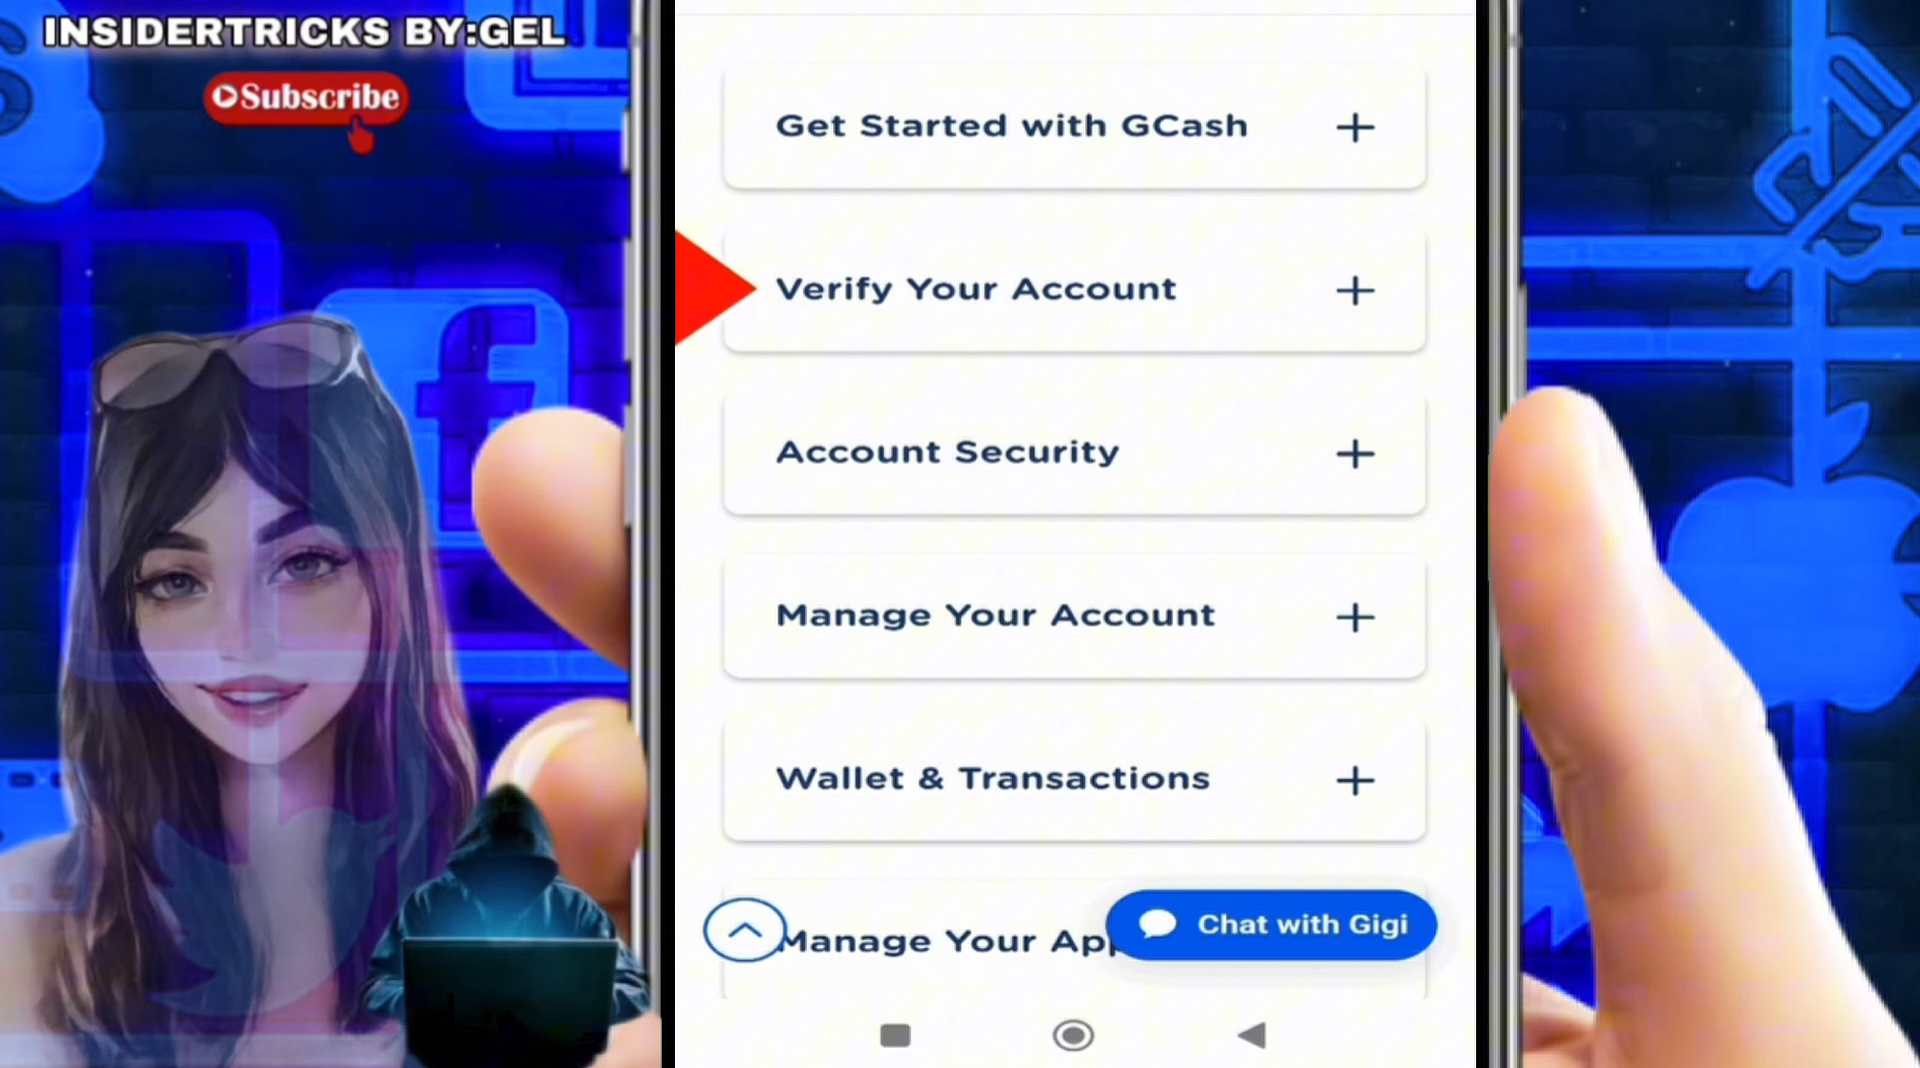 INSIDERTRICKS BY:GEL
Subscribe
Get Started with GCash
Verify Your Account
Account Security
Manage Your Account
Wallet & Transactions
Manage Your
Chat with Gigi